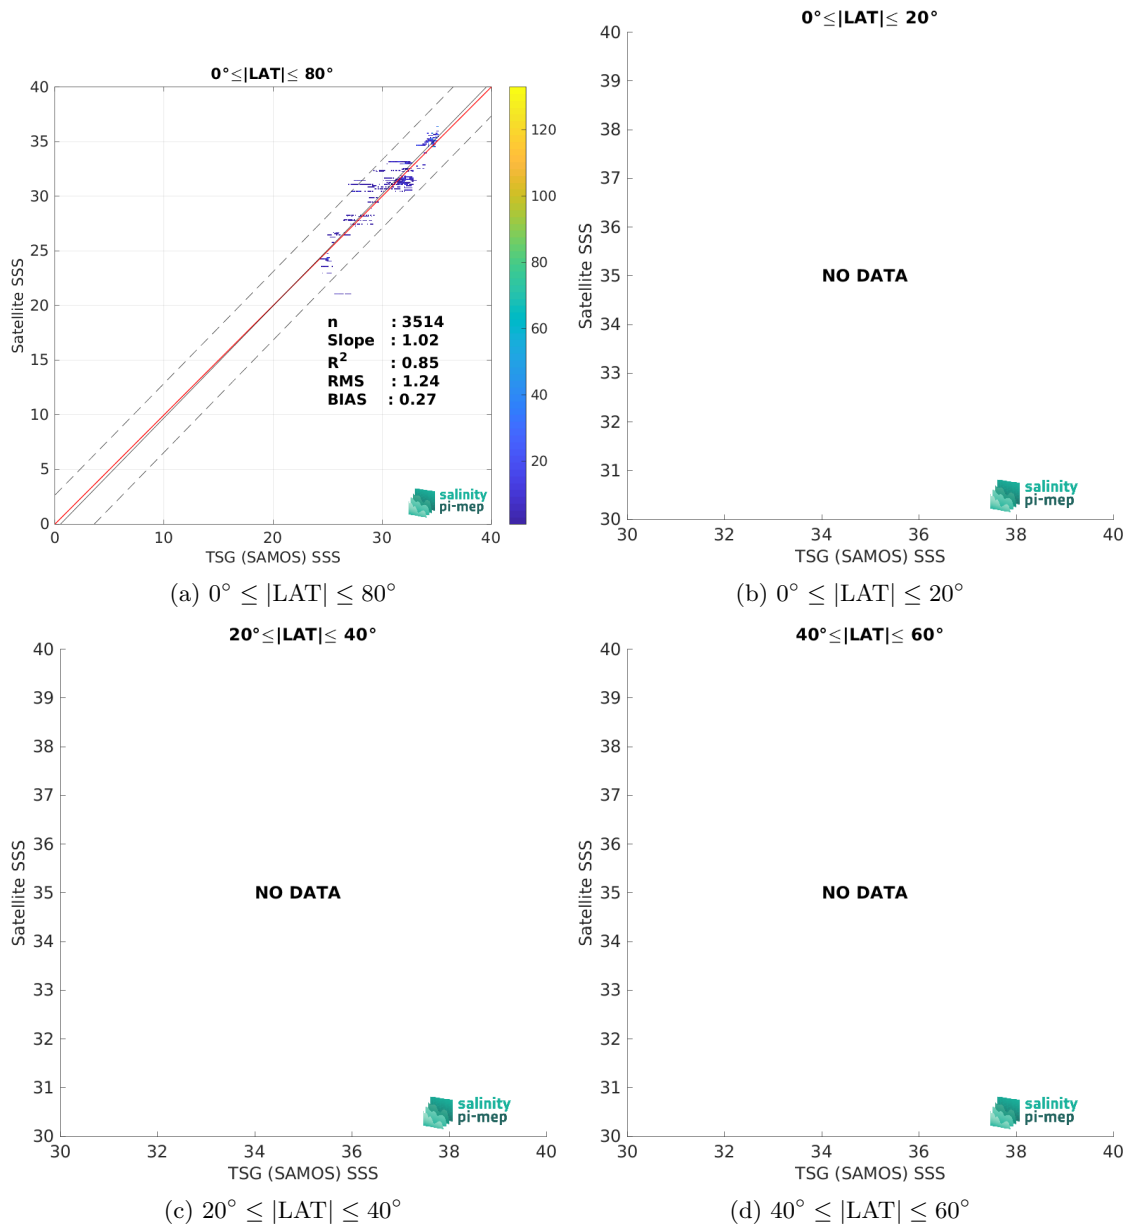 0°≤|LAT|≤ 80°
40
35
30
25
20
15
10
5
0
Satellite SSS
0
10
20
30
40
TSG (SAMOS) SSS
120
100
80
60
40
20
n : 3514
Slope : 1.02
R² : 0.85
RMS : 1.24
BIAS : 0.27
salinity
pi-mep
(a) 0° ≤ |LAT| ≤ 80°
0°≤|LAT|≤ 20°
40
39
38
37
36
35
34
33
32
31
30
Satellite SSS
NO DATA
salinity
pi-mep
30
32
34
36
38
40
TSG (SAMOS) SSS
(b) 0° ≤ |LAT| ≤ 20°
20°≤|LAT|≤ 40°
40
39
38
37
36
35
34
33
32
31
30
Satellite SSS
NO DATA
salinity
pi-mep
30
32
34
36
38
40
TSG (SAMOS) SSS
(c) 20° ≤ |LAT| ≤ 40°
40°≤|LAT|≤ 60°
40
39
38
37
36
35
34
33
32
31
30
Satellite SSS
NO DATA
salinity
pi-mep
30
32
34
36
38
40
TSG (SAMOS) SSS
(d) 40° ≤ |LAT| ≤ 60°